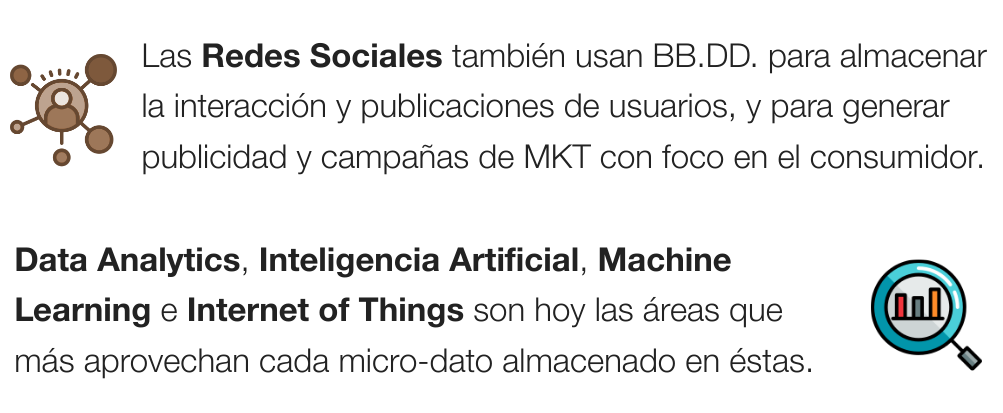 Las Redes Sociales también usan BB.DD. para almacenar
la interacción y publicaciones de usuarios, y para generar
publicidad y campañas de MKT con foco en el consumidor.
Data Analytics, Inteligencia Artificial, Machine
Learning e Internet of Things son hoy las áreas que
más aprovechan cada micro-dato almacenado en éstas.